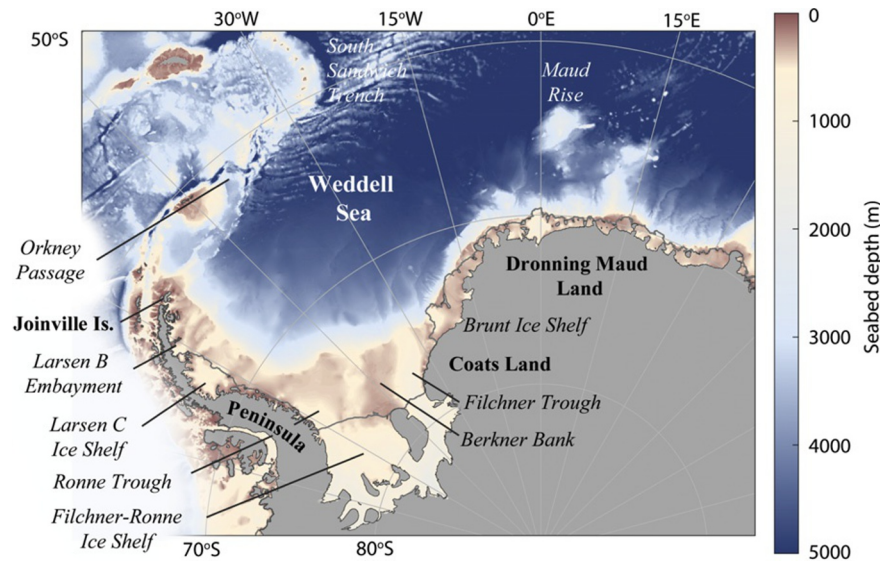 30°W
15°W
0°E
15°E
50°S
South
Sandwich
Trench
Maud
Rise
Weddell
Sea
Orkney
Passage
Dronning Maud
Land
Joinville Is.
Brunt Ice Shelf
Larsen B
Embayment
Coats Land
Filchner Trough
Larsen C
Ice Shelf
Peninsula
Berkner Bank
Ronne Trough
Filchner-Ronne
Ice Shelf
70°S
80°S
0
1000
2000
3000
4000
5000
Seabed depth (m)